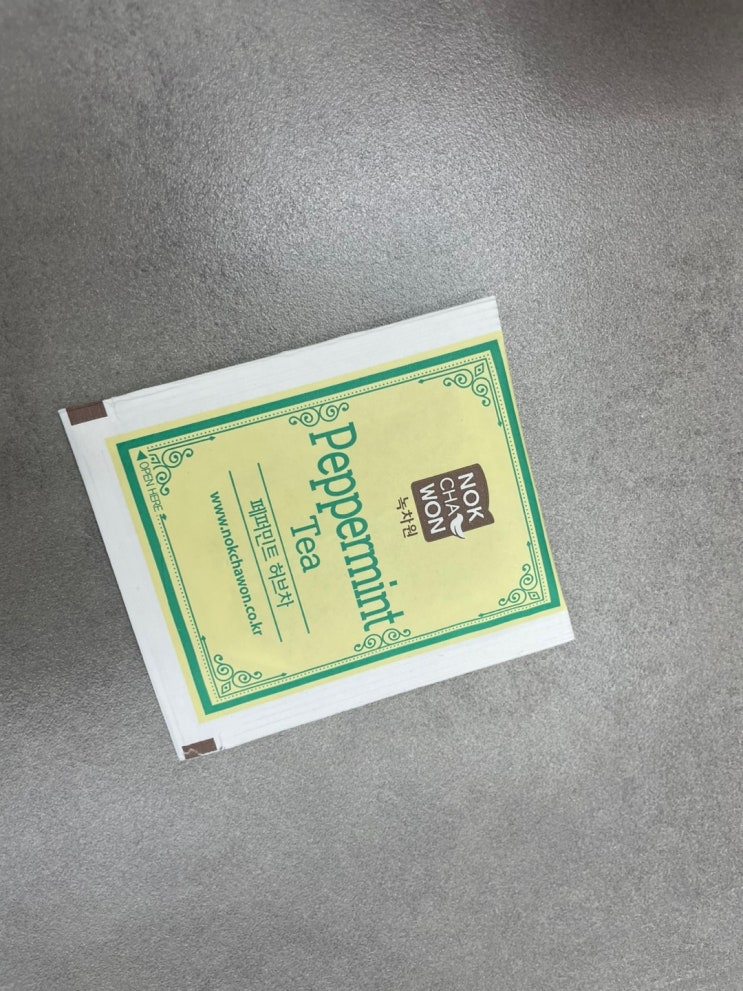 NOK
CHA
WON
녹차원
Peppermint
Tea
페퍼민트 허브차
www.nokchawon.co.kr
◀OPEN HERE